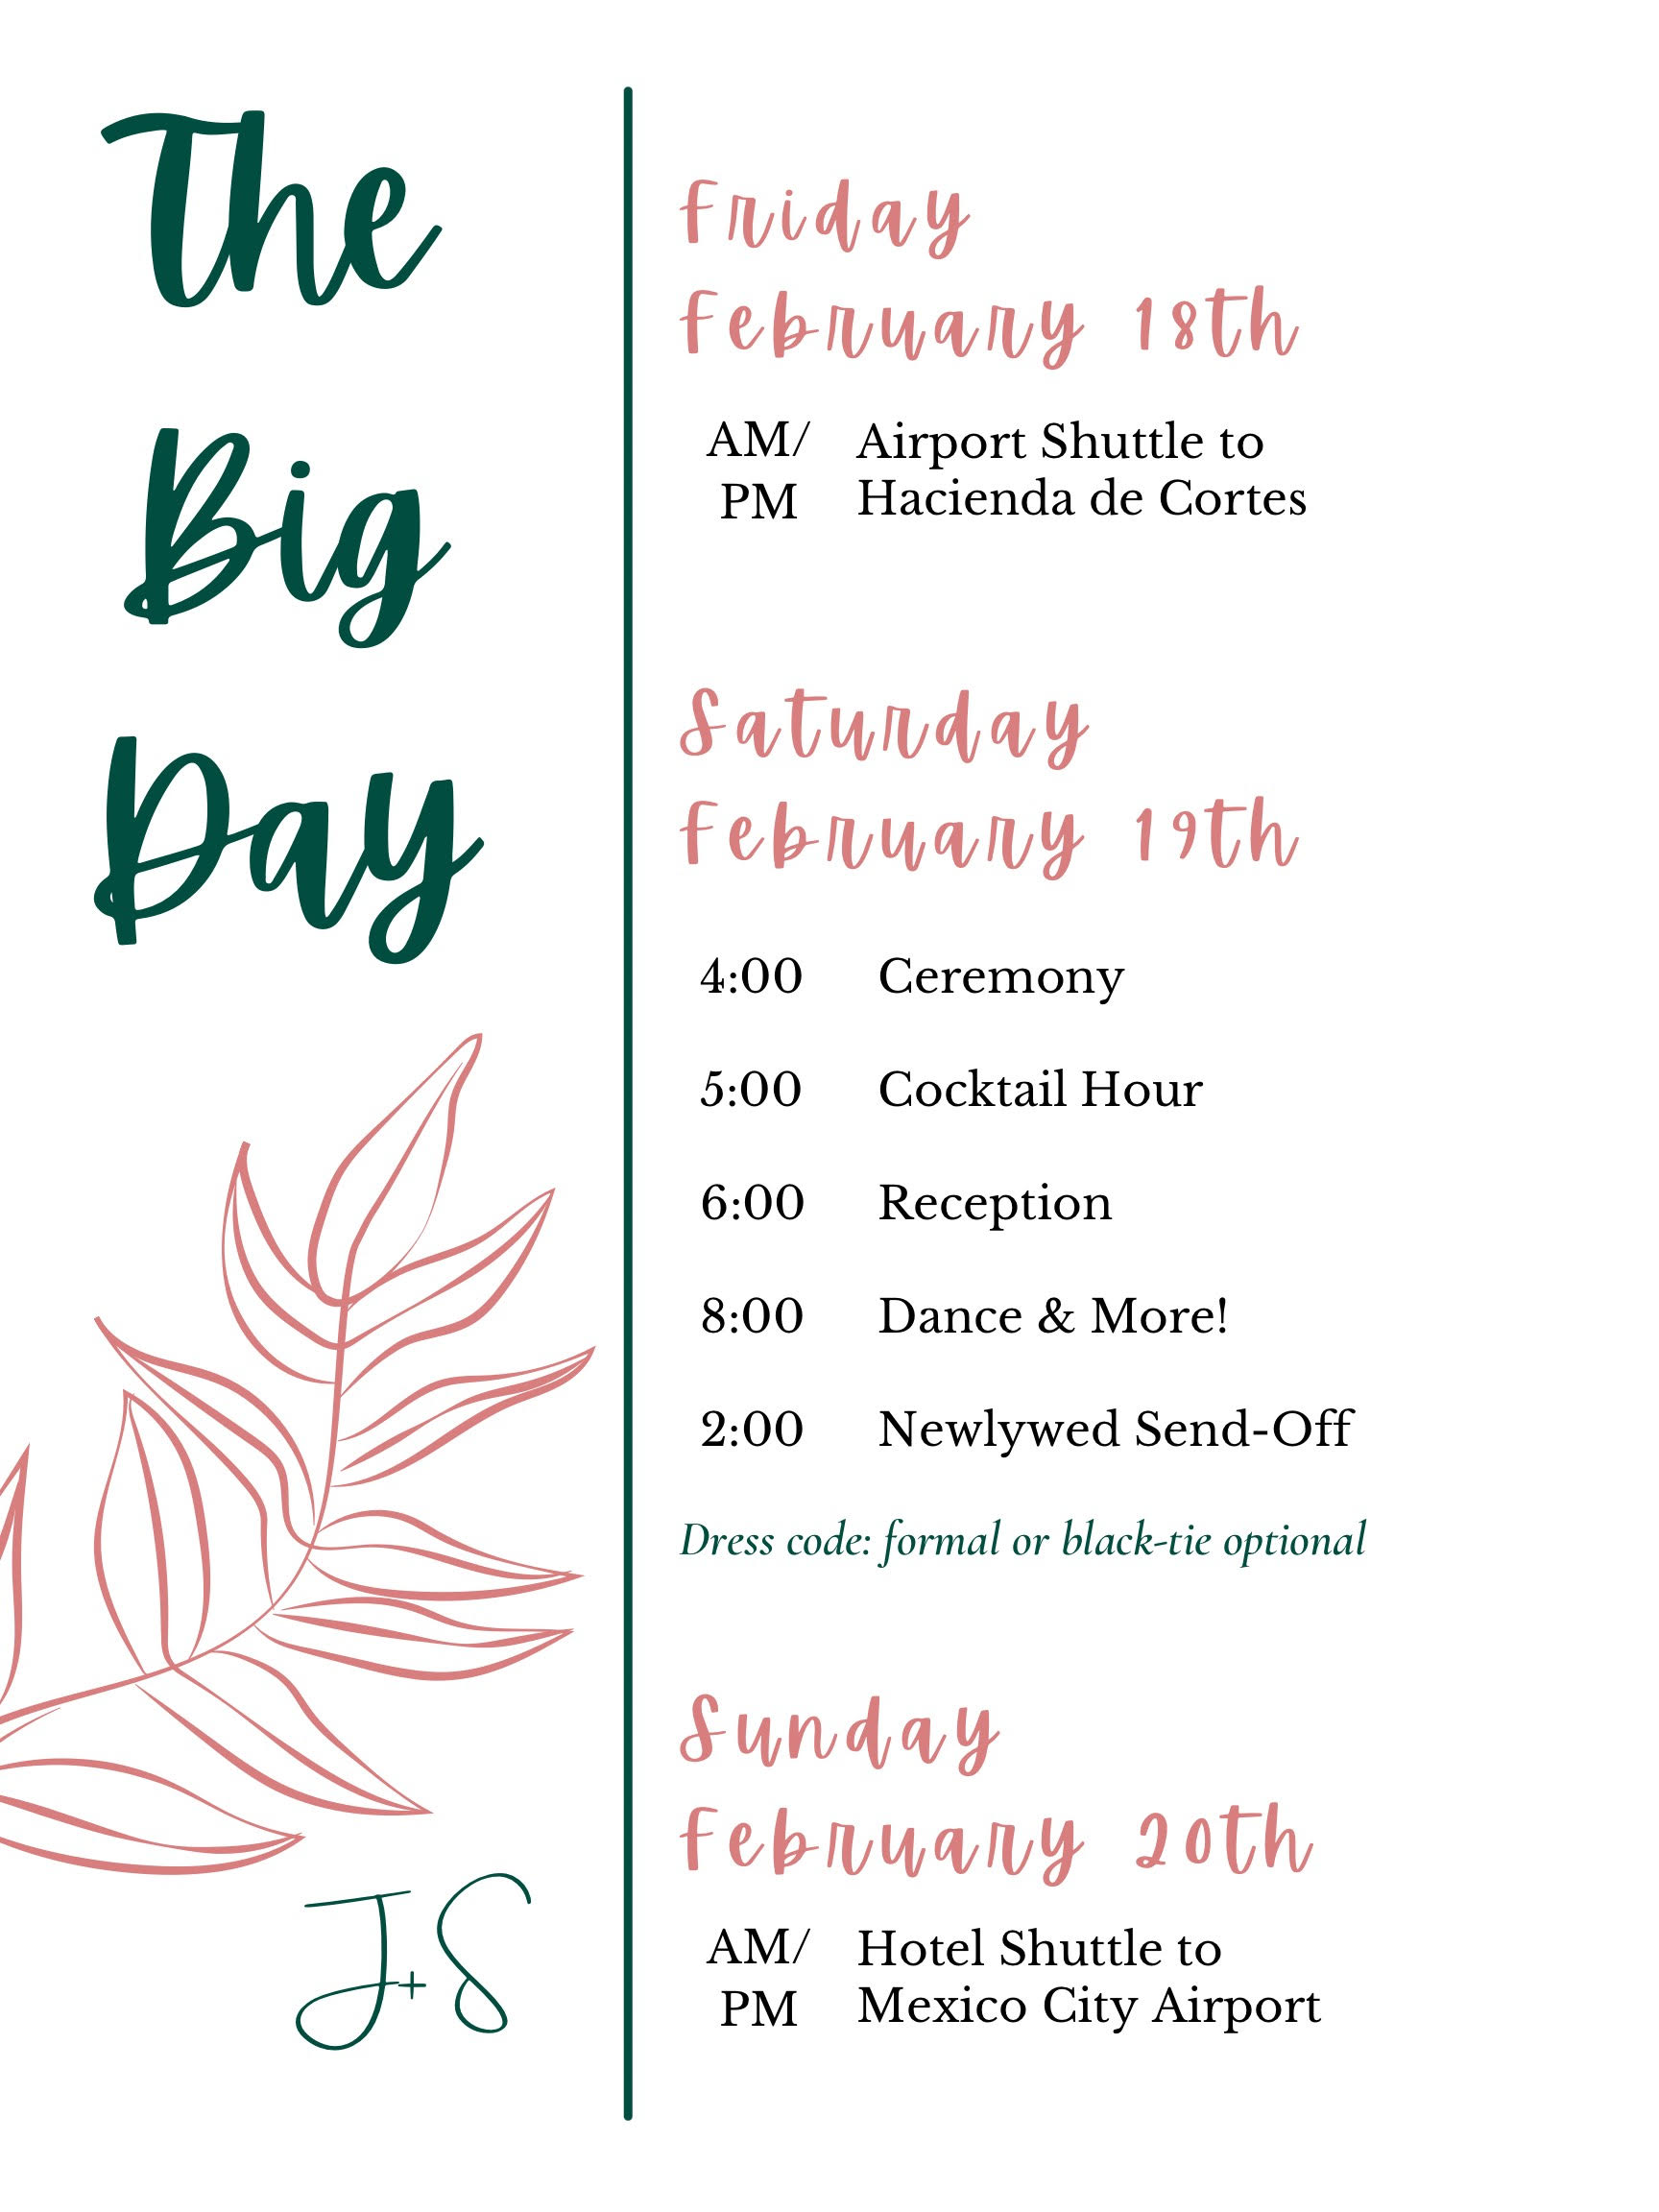 The
Big
Day
J+S
Friday
February 18th
AM/ Airport Shuttle to
PM Hacienda de Cortes
Saturday
February 19th
4:00 Ceremony
5:00 Cocktail Hour
6:00 Reception
8:00 Dance & More!
2:00 Newlywed Send-Off
Dress code: formal or black-tie optional
Sunday
February 20th
AM/ Hotel Shuttle to
PM Mexico City Airport